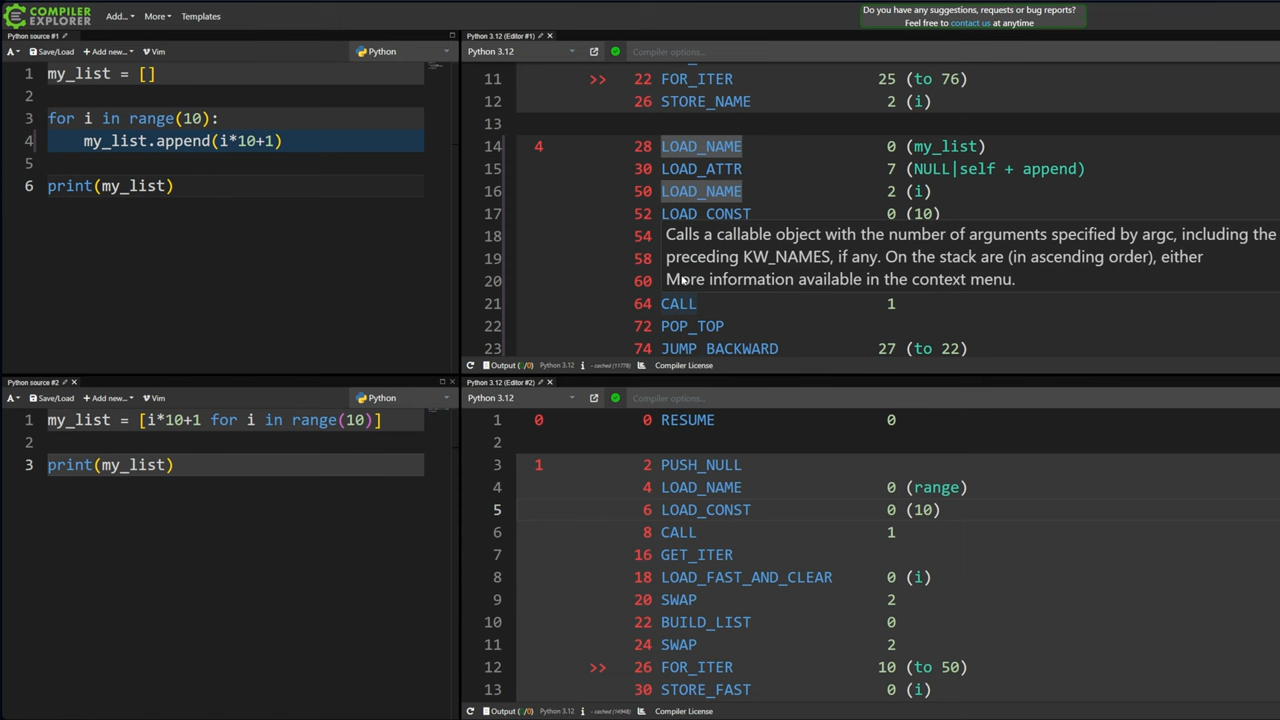 COMPILER EXPLORER
Add... More Templates
Do you have any suggestions, requests or bug reports?
Feel free to contact us at anytime
Python source #1
A Save/Load + Add new... Vim Python
1 my_list = []
2
3 for i in range(10):
4 my_list.append(i*10+1)
5
6 print(my_list)
Python 3.12 (Editor #1)
Python 3.12 Compiler options...
11 >> 22 FOR_ITER 25 (to 76)
12 26 STORE_NAME 2 (i)
13
14 4 28 LOAD_NAME 0 (my_list)
15 30 LOAD_ATTR 7 (NULL|self + append)
16 50 LOAD_NAME 2 (i)
17 52 LOAD_CONST 0 (10)
18 54
19 58
20 60
Calls a callable object with the number of arguments specified by argc, including the
preceding KW_NAMES, if any. On the stack are (in ascending order), either
More information available in the context menu.
21 64 CALL 1
22 72 POP_TOP
23 74 JUMP_BACKWARD 27 (to 22)
Output (/0) Python 3.12 i - cached (11778) Compiler License
Python source #2
A Save/Load + Add new... Vim Python
1 my_list = [i*10+1 for i in range(10)]
2
3 print(my_list)
Python 3.12 (Editor #2)
Python 3.12 Compiler options...
1 0 0 RESUME 0
2
3 1 2 PUSH_NULL
4 4 LOAD_NAME 0 (range)
5 6 LOAD_CONST 0 (10)
6 8 CALL 1
7 16 GET_ITER
8 18 LOAD_FAST_AND_CLEAR 0 (i)
9 20 SWAP 2
10 22 BUILD_LIST 0
11 24 SWAP 2
12 >> 26 FOR_ITER 10 (to 50)
13 30 STORE_FAST 0 (i)
Output (/0) Python 3.12 i - cached (14948) Compiler License